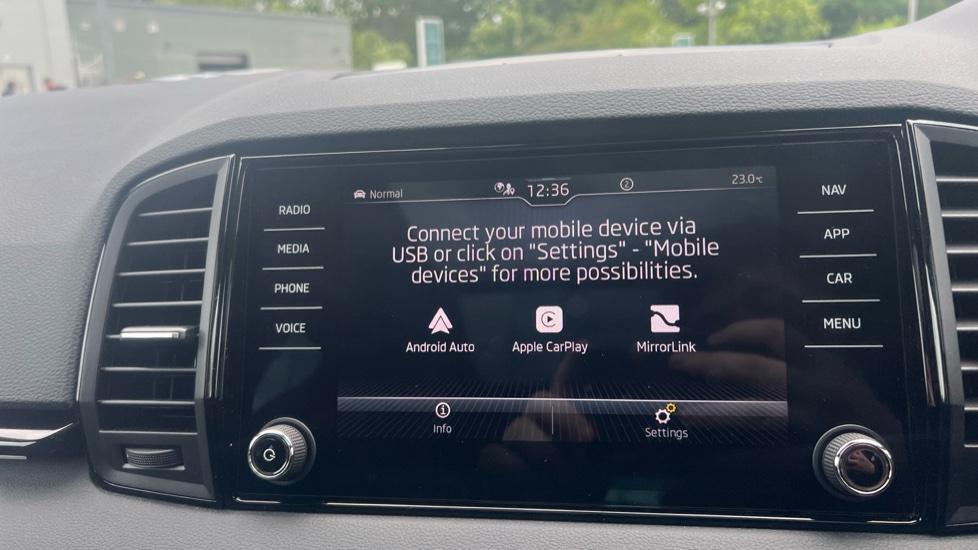 Normal
12:36
2
23.0°C
RADIO
MEDIA
PHONE
VOICE
Connect your mobile device via
USB or click on "Settings" - "Mobile
devices" for more possibilities.
Android Auto
Apple CarPlay
MirrorLink
Info
Settings
NAV
APP
CAR
MENU